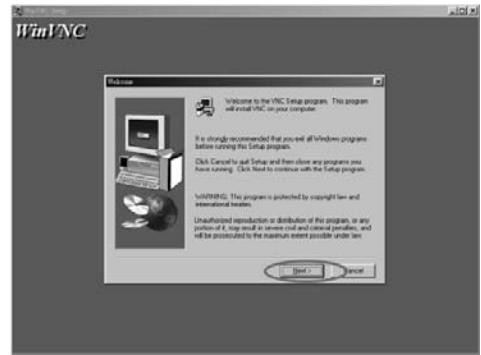 WinVNC Setup
WinVNC
Welcome
Welcome to the VNC Setup program. This program
will install VNC on your computer.
It is strongly recommended that you exit all Windows programs
before running this Setup program.
Click Cancel to quit Setup and then close any programs you
have running. Click Next to continue with the Setup program.
WARNING: This program is protected by copyright law and
international treaties.
Unauthorized reproduction or distribution of this program, or any
portion of it, may result in severe civil and criminal penalties, and
will be prosecuted to the maximum extent possible under law.
Next >
Cancel